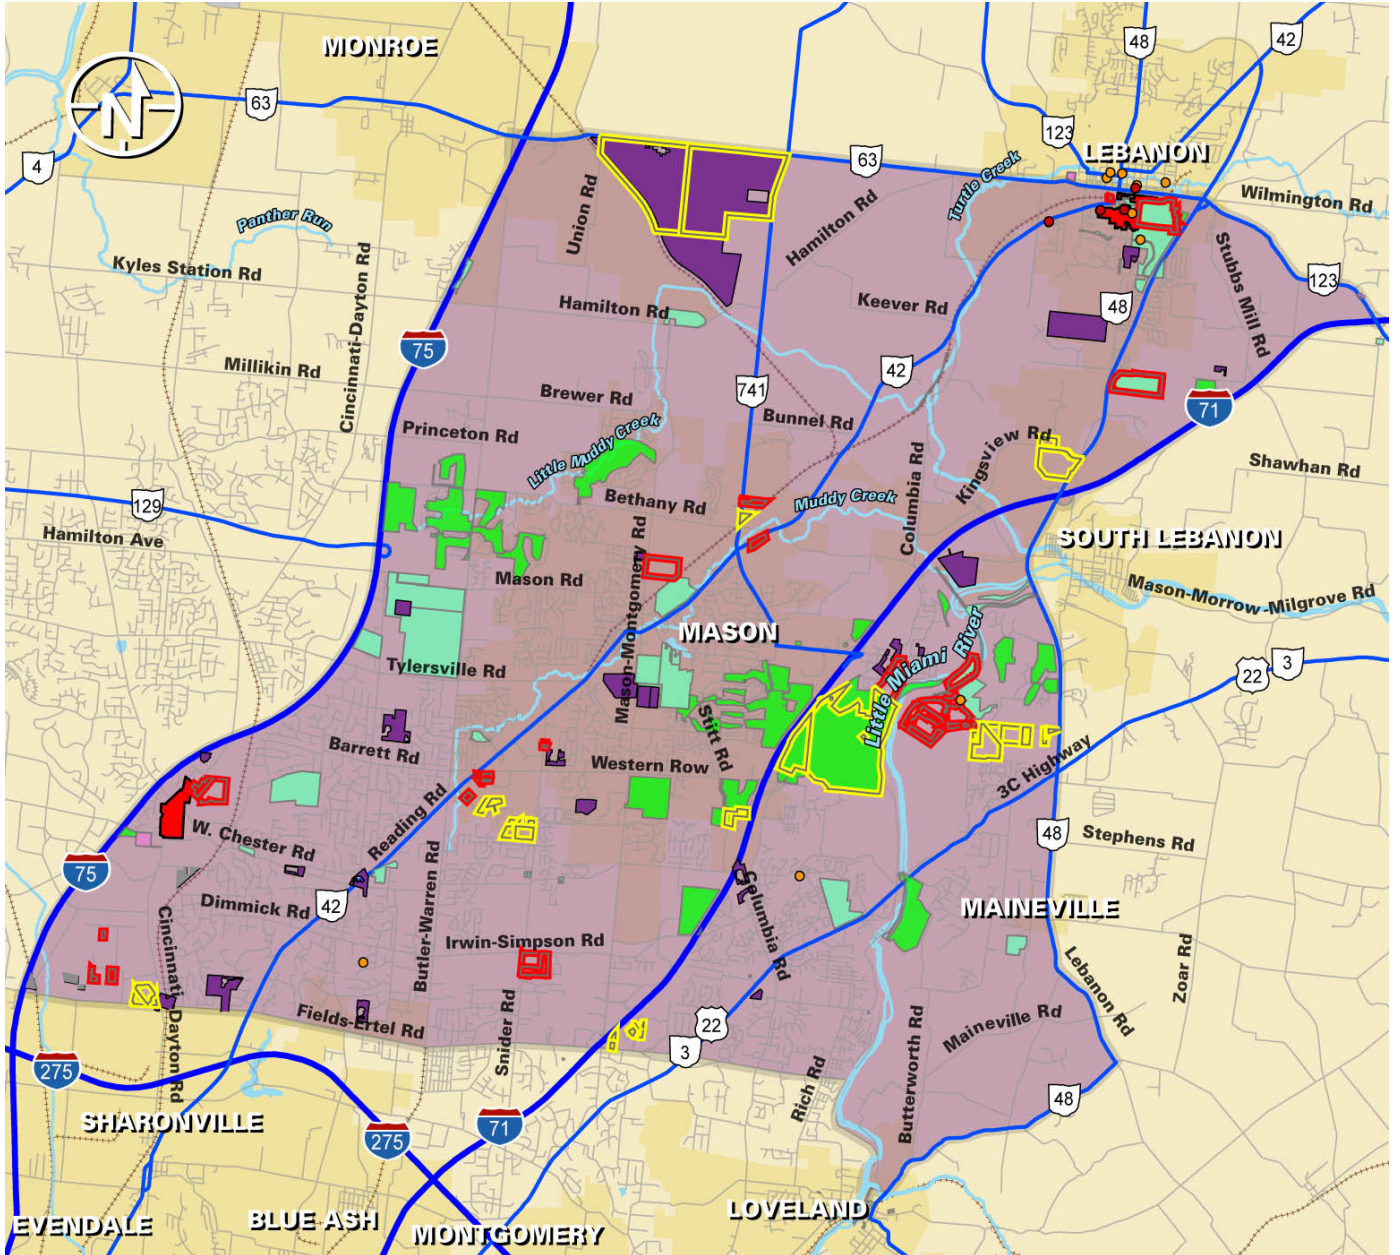 MONROE
48
42
63
N
123
LEBANON
63
4
Turtle Creek
Wilmington Rd
Panther Run
Union Rd
Hamilton Rd
Stubbs Mill Rd
Kyles Station Rd
Cincinnati-Dayton Rd
123
Hamilton Rd
Keever Rd
48
75
Millikin Rd
42
741
Brewer Rd
71
Bunnel Rd
Princeton Rd
Little Muddy Creek
Columbia Rd
Kingsview Rd
Shawhan Rd
Bethany Rd
Muddy Creek
129
Hamilton Ave
SOUTH LEBANON
Mason-Montgomery Rd
Mason Rd
Mason-Morrow-Milgrove Rd
MASON
Little Miami River
Tylersville Rd
22
3
Stitt Rd
Barrett Rd
Western Row
3C Highway
Reading Rd
W. Chester Rd
48
Stephens Rd
75
Butler-Warren Rd
Dimmick Rd
42
Columbia Rd
MAINEVILLE
Irwin-Simpson Rd
Cincinnati-Dayton Rd
Zoar Rd
Lebanon Rd
Fields-Ertel Rd
Snider Rd
22
3
Maineville Rd
Rich Rd
Butterworth Rd
275
48
SHARONVILLE
71
275
LOVELAND
EVENDALE
BLUE ASH
MONTGOMERY